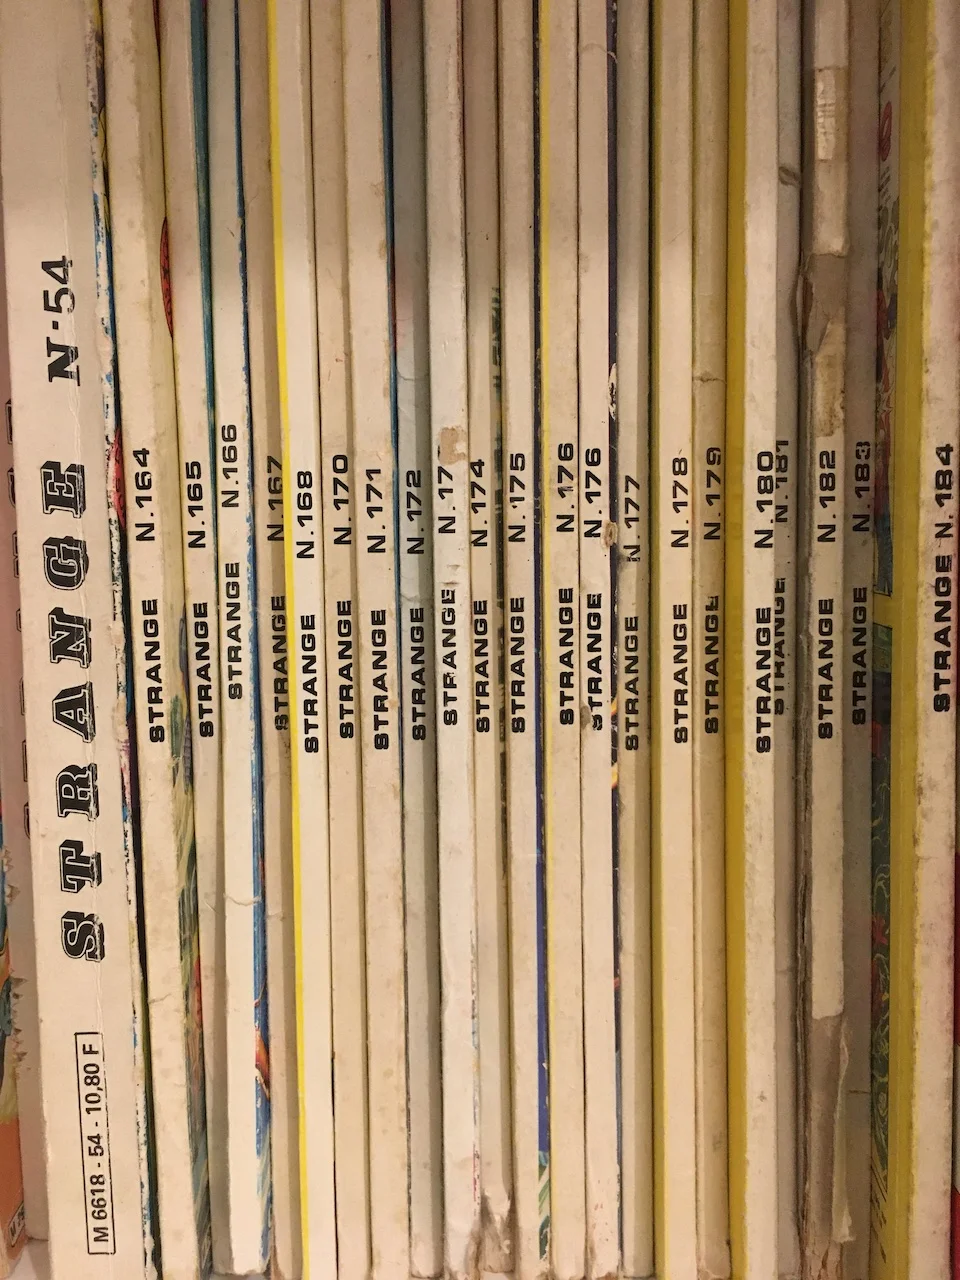 STRANGE N·54
M 6618 - 54 - 10,80 F
STRANGE N.164
STRANGE N.165
STRANGE N.166
STRANGE N.167
STRANGE N.168
STRANGE N.170
STRANGE N.171
STRANGE N.172
STRANGE N.17
STRANGE N.174
STRANGE N.175
STRANGE N.176
STRANGE N.176
STRANGE N.177
STRANGE N.178
STRANGE N.179
STRANGE N.180
STRANGE N.181
STRANGE N.182
STRANGE N.183
STRANGE N.184